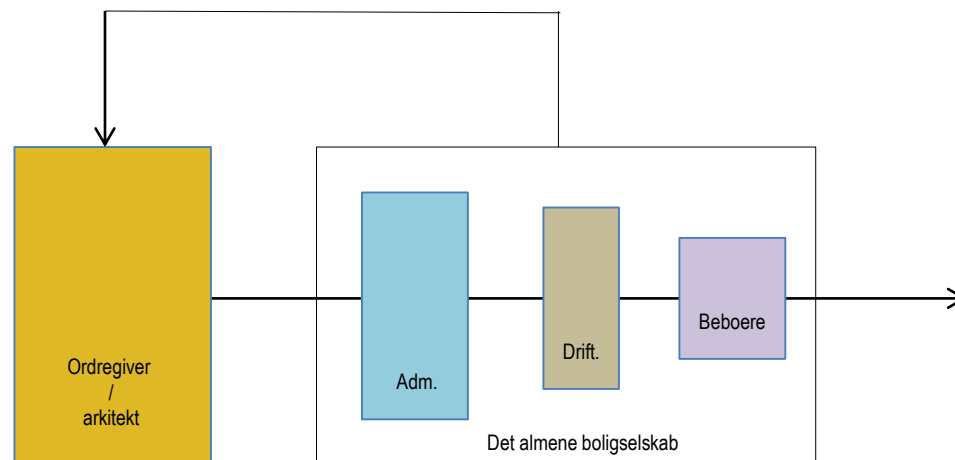 Ordregiver
/
arkitekt
Adm.
Drift.
Beboere
Det almene boligselskab